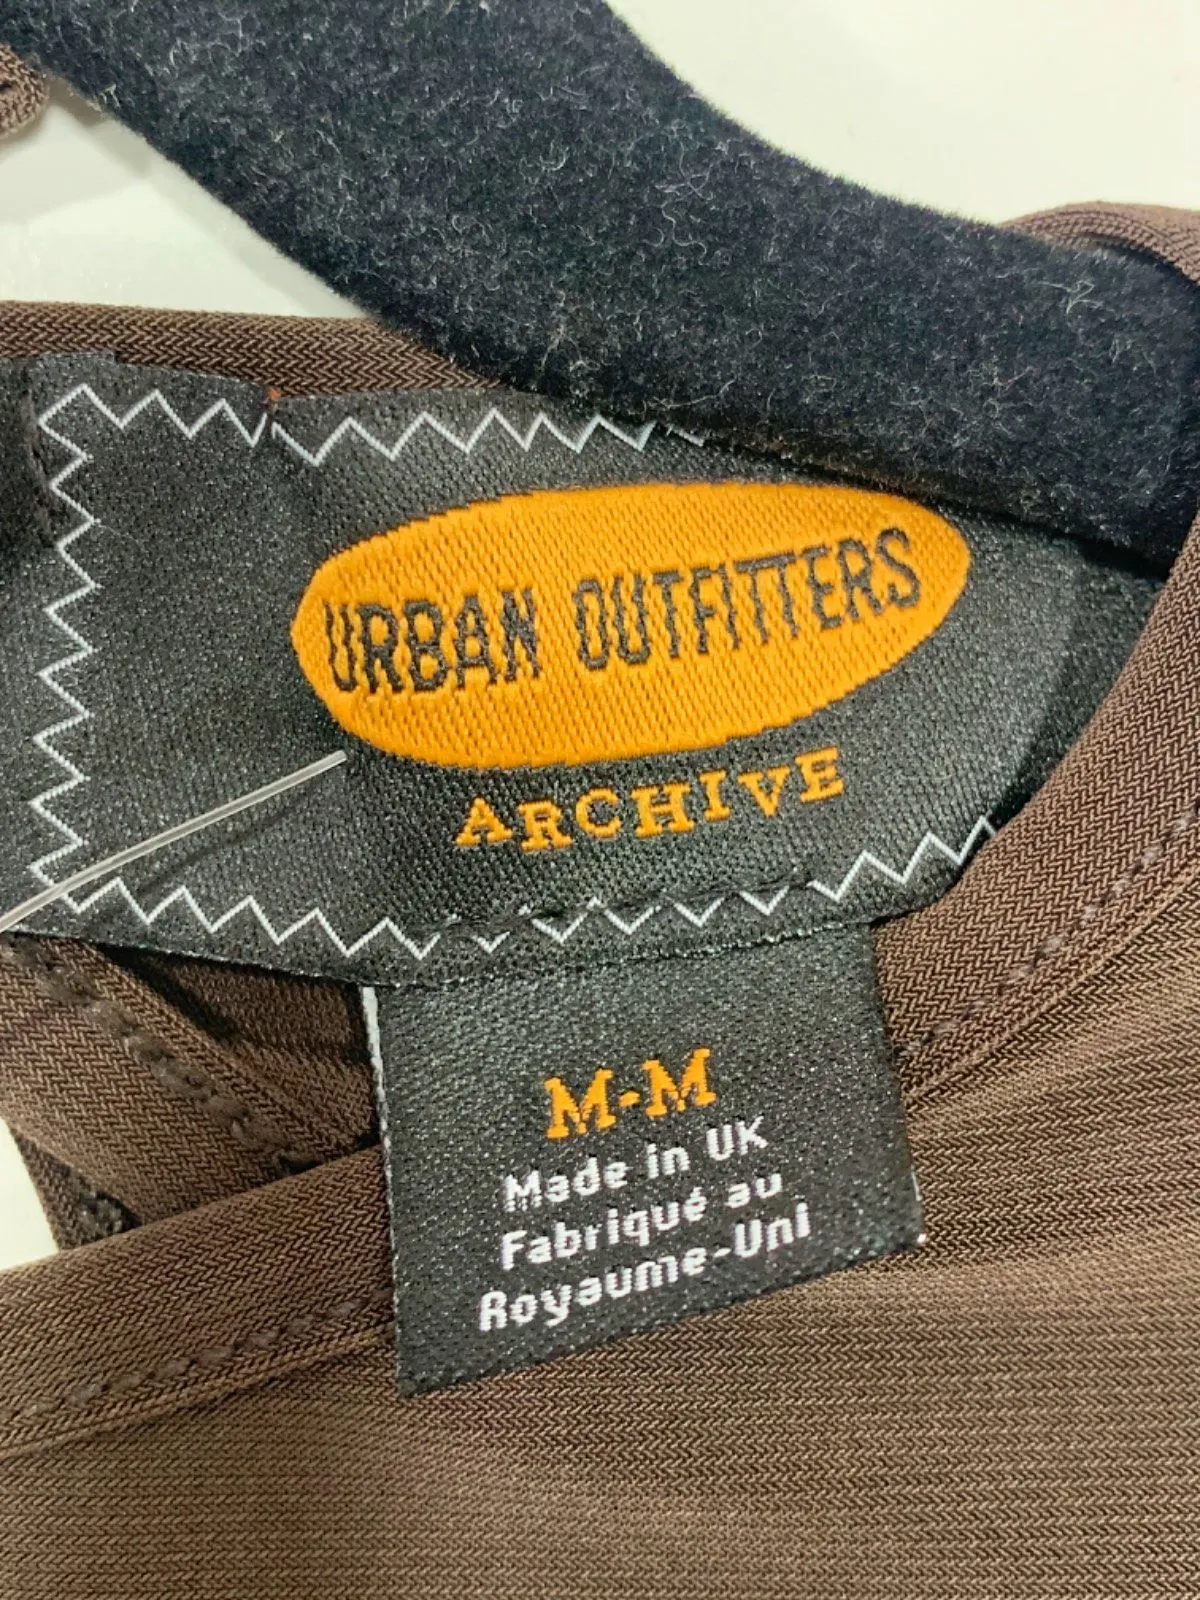 URBAN OUTFITTERS
ARCHIVE
M-M
Made in UK
Fabriqué au
Royaume-Uni